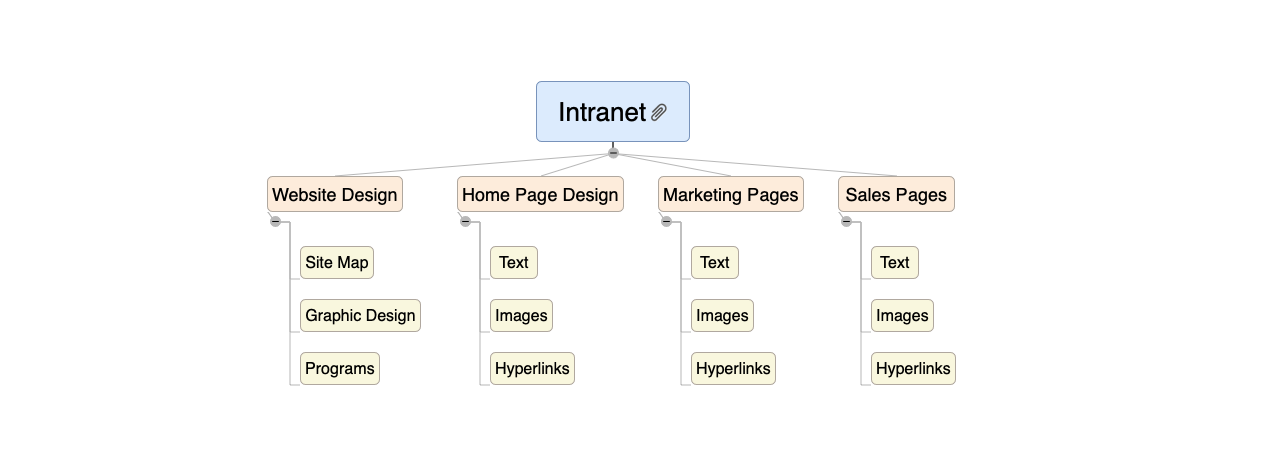 Intranet
Website Design
Home Page Design
Marketing Pages
Sales Pages
Site Map
Text
Text
Text
Graphic Design
Images
Images
Images
Programs
Hyperlinks
Hyperlinks
Hyperlinks